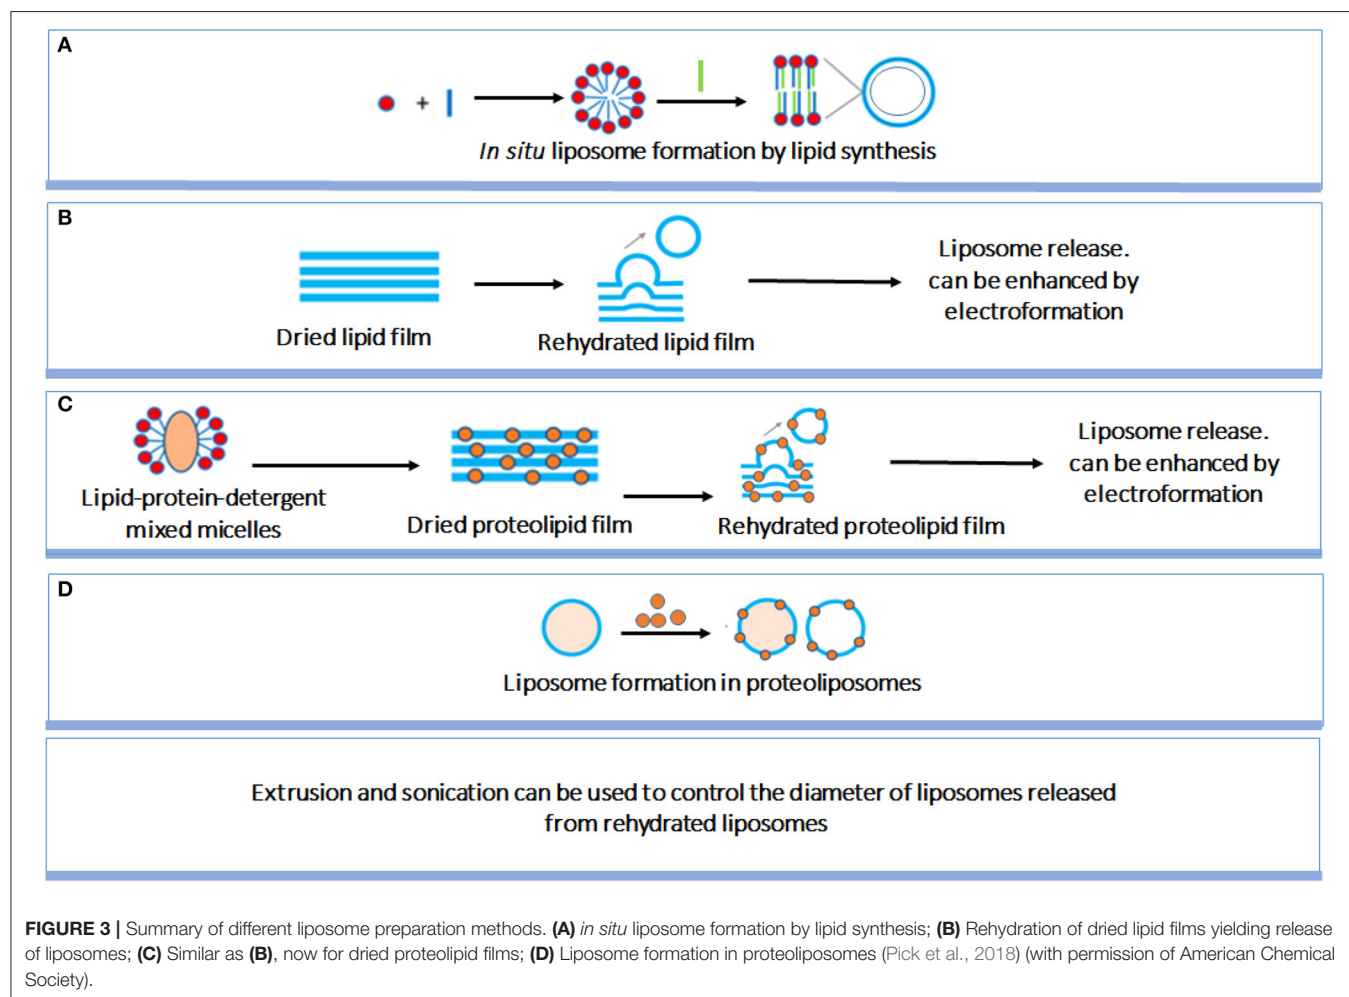 A
+
In situ liposome formation by lipid synthesis
B
Dried lipid film
Rehydrated lipid film
Liposome release.
can be enhanced by
electroformation
C
Lipid-protein-detergent
mixed micelles
Dried proteolipid film
Rehydrated proteolipid film
Liposome release.
can be enhanced by
electroformation
D
Liposome formation in proteoliposomes
Extrusion and sonication can be used to control the diameter of liposomes released
from rehydrated liposomes
FIGURE 3 | Summary of different liposome preparation methods. (A) in situ liposome formation by lipid synthesis; (B) Rehydration of dried lipid films yielding release
of liposomes; (C) Similar as (B), now for dried proteolipid films; (D) Liposome formation in proteoliposomes (Pick et al., 2018) (with permission of American Chemical
Society).